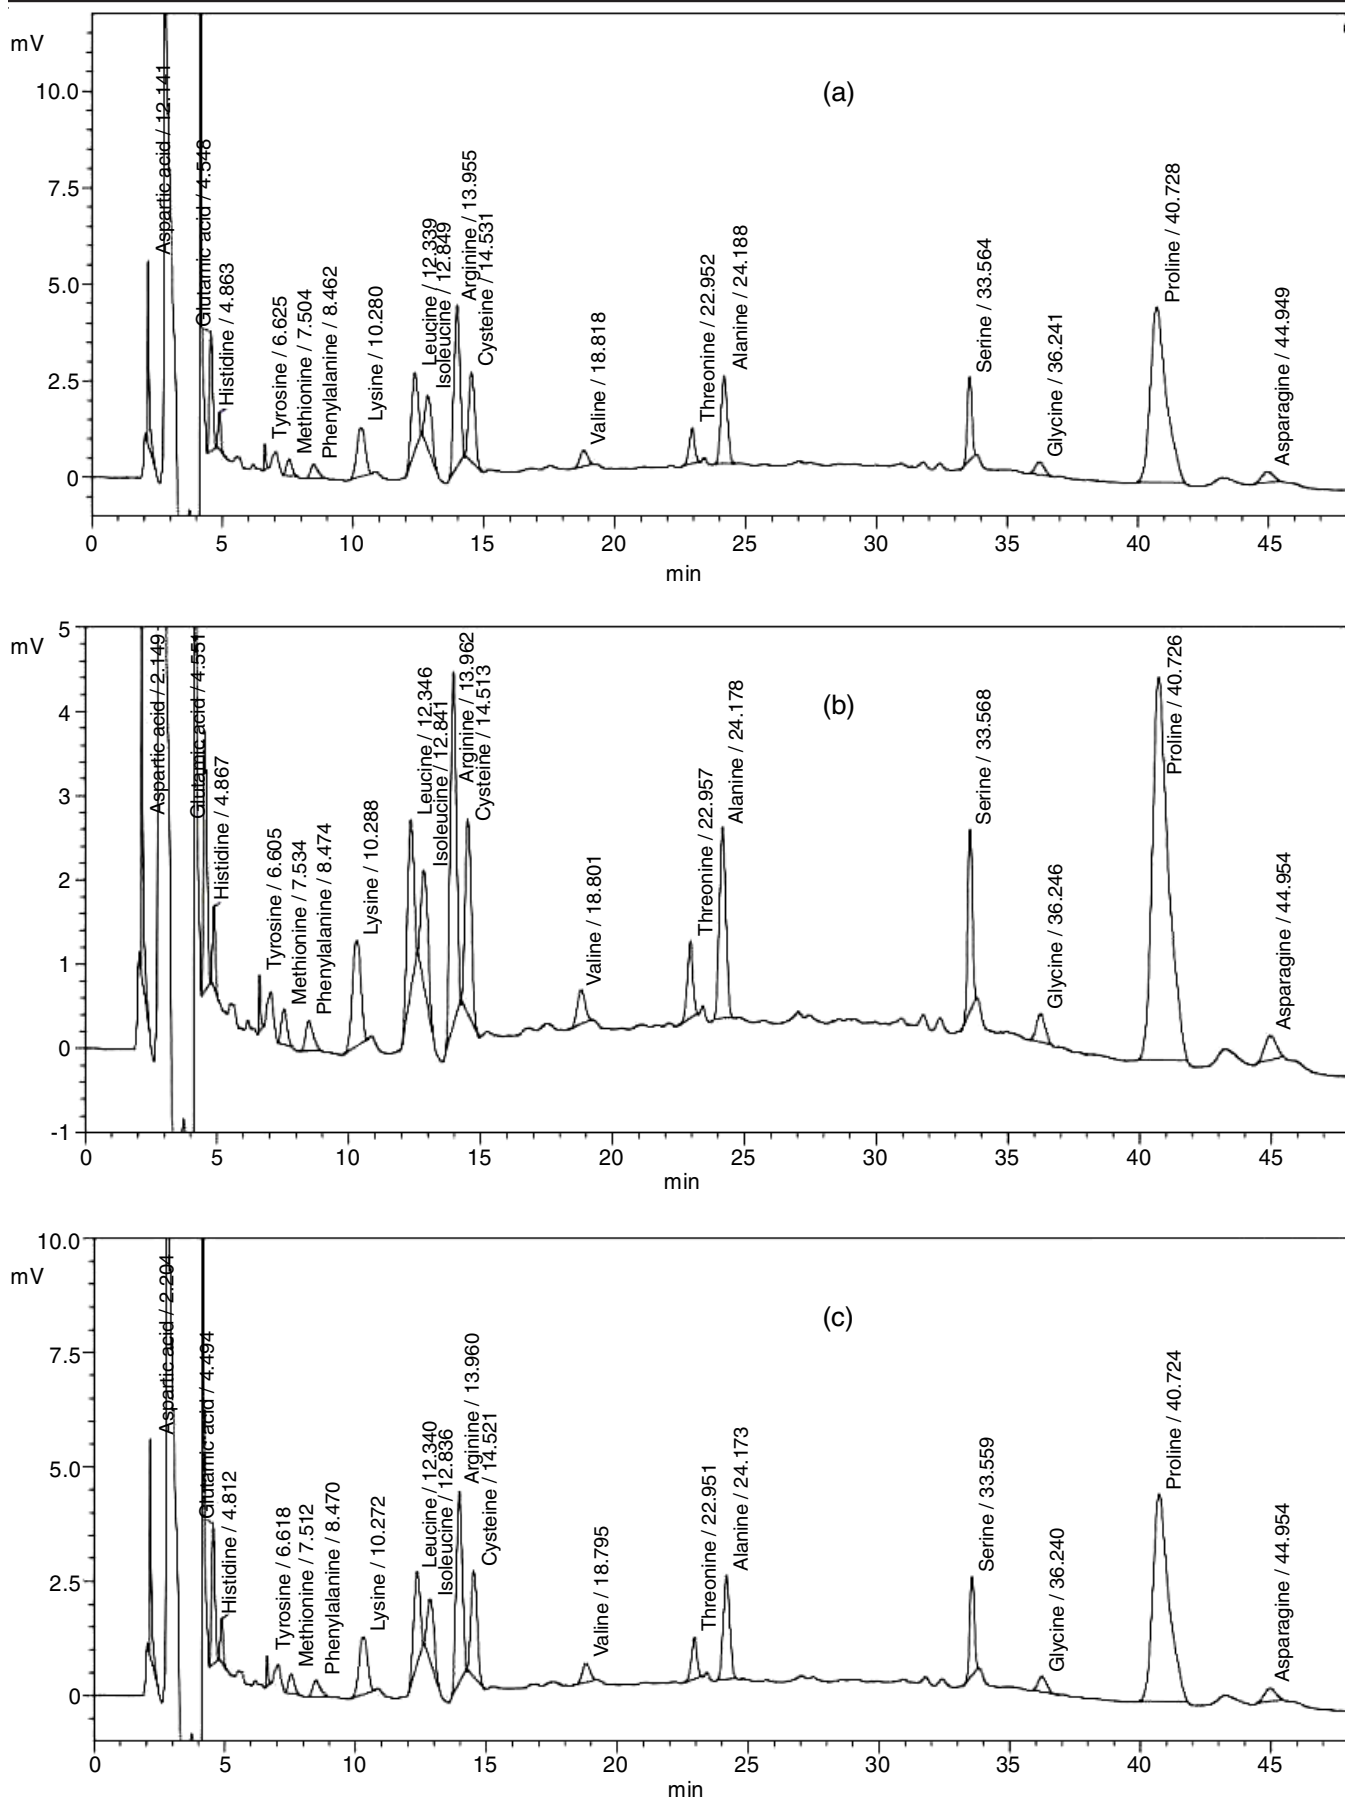 mV
(a)
10.0
7.5
5.0
2.5
0
Aspartic acid / 12.141
Glutamic acid / 4.548
Histidine / 4.863
Tyrosine / 6.625
Methionine / 7.504
Phenylalanine / 8.462
Lysine / 10.280
Leucine / 12.339
Isoleucine / 12.849
Arginine / 13.955
Cysteine / 14.531
Valine / 18.818
Threonine / 22.952
Alanine / 24.188
Serine / 33.564
Glycine / 36.241
Proline / 40.728
Asparagine / 44.949
0 5 10 15 20 25 30 35 40 45
min
mV
(b)
5
4
3
2
1
0
-1
Aspartic acid / 2.149
Glutamic acid / 4.551
Histidine / 4.867
Tyrosine / 6.605
Methionine / 7.534
Phenylalanine / 8.474
Lysine / 10.288
Leucine / 12.346
Isoleucine / 12.841
Arginine / 13.962
Cysteine / 14.513
Valine / 18.801
Threonine / 22.957
Alanine / 24.178
Serine / 33.568
Glycine / 36.246
Proline / 40.726
Asparagine / 44.954
0 5 10 15 20 25 30 35 40 45
min
mV
(c)
10.0
7.5
5.0
2.5
0
Aspartic acid / 2.204
Glutamic acid / 4.494
Histidine / 4.812
Tyrosine / 6.618
Methionine / 7.512
Phenylalanine / 8.470
Lysine / 10.272
Leucine / 12.340
Isoleucine / 12.836
Arginine / 13.960
Cysteine / 14.521
Valine / 18.795
Threonine / 22.951
Alanine / 24.173
Serine / 33.559
Glycine / 36.240
Proline / 40.724
Asparagine / 44.954
0 5 10 15 20 25 30 35 40 45
min